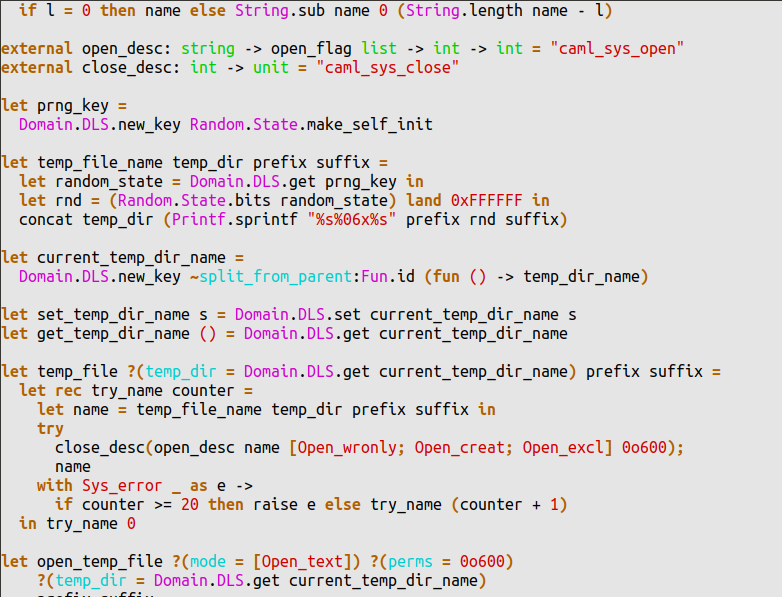 if l = 0 then name else String.sub name 0 (String.length name - l)
external open_desc: string -> open_flag list -> int -> int = "caml_sys_open"
external close_desc: int -> unit = "caml_sys_close"
let prng_key =
Domain.DLS.new_key Random.State.make_self_init
let temp_file_name temp_dir prefix suffix =
let random_state = Domain.DLS.get prng_key in
let rnd = (Random.State.bits random_state) land 0xFFFFFF in
concat temp_dir (Printf.sprintf "%s%06x%s" prefix rnd suffix)
let current_temp_dir_name =
Domain.DLS.new_key ~split_from_parent:Fun.id (fun () -> temp_dir_name)
let set_temp_dir_name s = Domain.DLS.set current_temp_dir_name s
let get_temp_dir_name () = Domain.DLS.get current_temp_dir_name
let temp_file ?(temp_dir = Domain.DLS.get current_temp_dir_name) prefix suffix =
let rec try_name counter =
let name = temp_file_name temp_dir prefix suffix in
try
close_desc(open_desc name [Open_wronly; Open_creat; Open_excl] 0o600);
name
with Sys_error _ as e ->
if counter >= 20 then raise e else try_name (counter + 1)
in try_name 0
let open_temp_file ?(mode = [Open_text]) ?(perms = 0o600)
?(temp_dir = Domain.DLS.get current_temp_dir_name)
prefix suffix